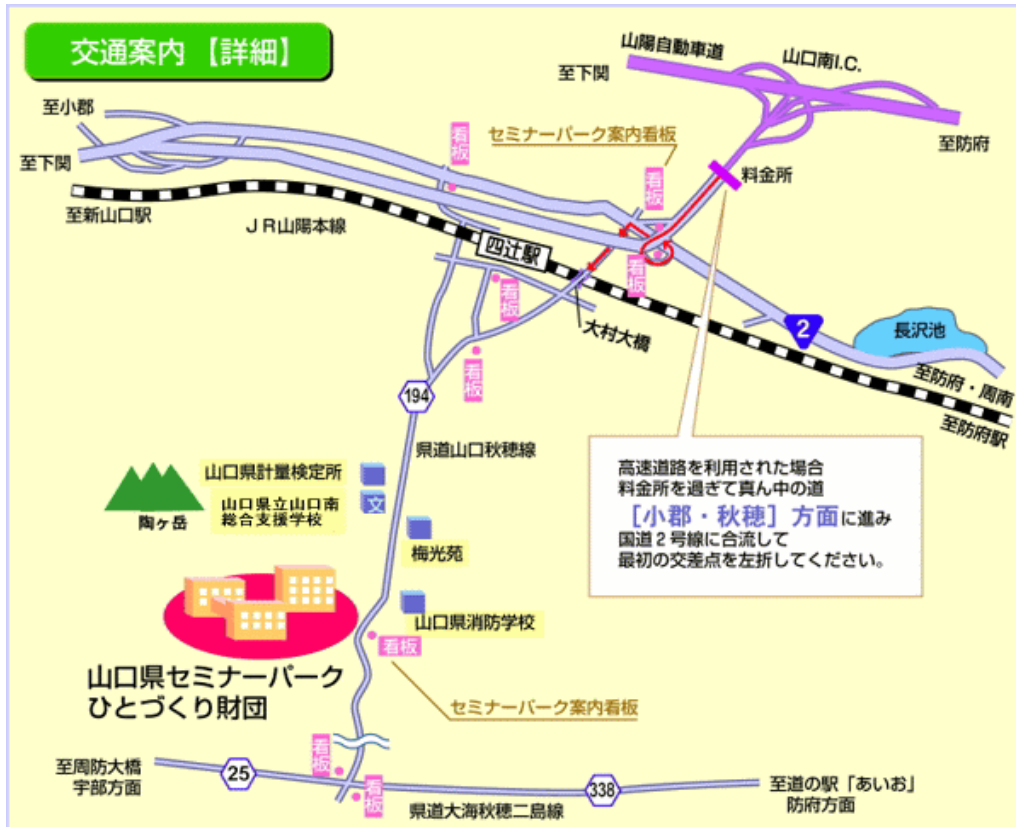 交通案内【詳細】
山陽自動車道
山口南I.C.
至下関
至防府
至小郡
至下関
看板
セミナーパーク案内看板
看板
料金所
至新山口駅
JR山陽本線
四辻駅
看板
看板
大村大橋
2
長沢池
至防府・周南
至防府駅
看板
194
県道山口秋穂線
高速道路を利用された場合
料金所を過ぎて真ん中の道
［小郡・秋穂］方面に進み
国道2号線に合流して
最初の交差点を左折してください。
陶ヶ岳
山口県計量検定所
山口県立山口南
総合支援学校
文
梅光苑
山口県消防学校
看板
山口県セミナーパーク
ひとづくり財団
セミナーパーク案内看板
看板
至周防大橋
宇部方面
25
看板
県道大海秋穂二島線
338
至道の駅「あいお」
防府方面